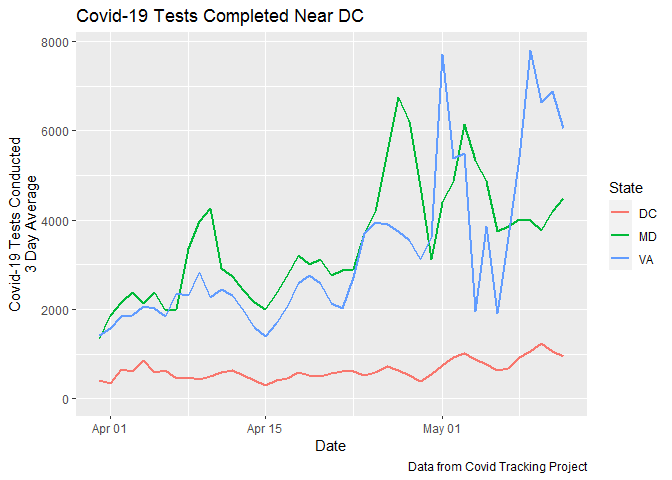 Covid-19 Tests Completed Near DC
Covid-19 Tests Conducted
3 Day Average
8000
6000
4000
2000
0
Apr 01
Apr 15
May 01
Date
State
DC
MD
VA
Data from Covid Tracking Project